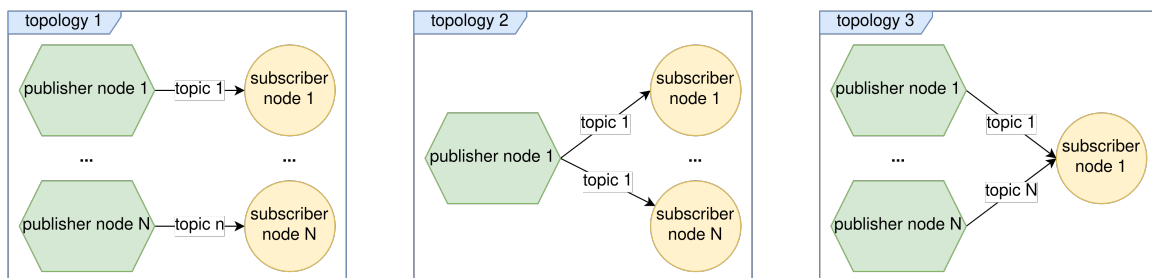 topology 1
publisher node 1
topic 1
subscriber
node 1
...
...
publisher node N
topic n
subscriber
node N
topology 2
publisher node 1
topic 1
topic 1
subscriber
node 1
...
subscriber
node N
topology 3
publisher node 1
topic 1
...
subscriber
node 1
topic N
publisher node N